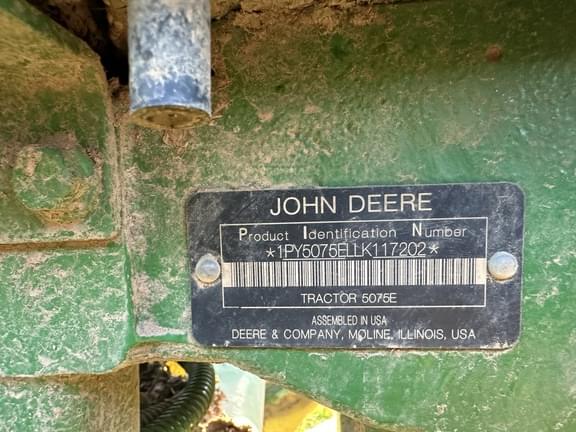 JOHN DEERE
Product Identification Number
*1PY5075ELLK117202*
TRACTOR 5075E
ASSEMBLED IN USA
DEERE & COMPANY, MOLINE, ILLINOIS, USA